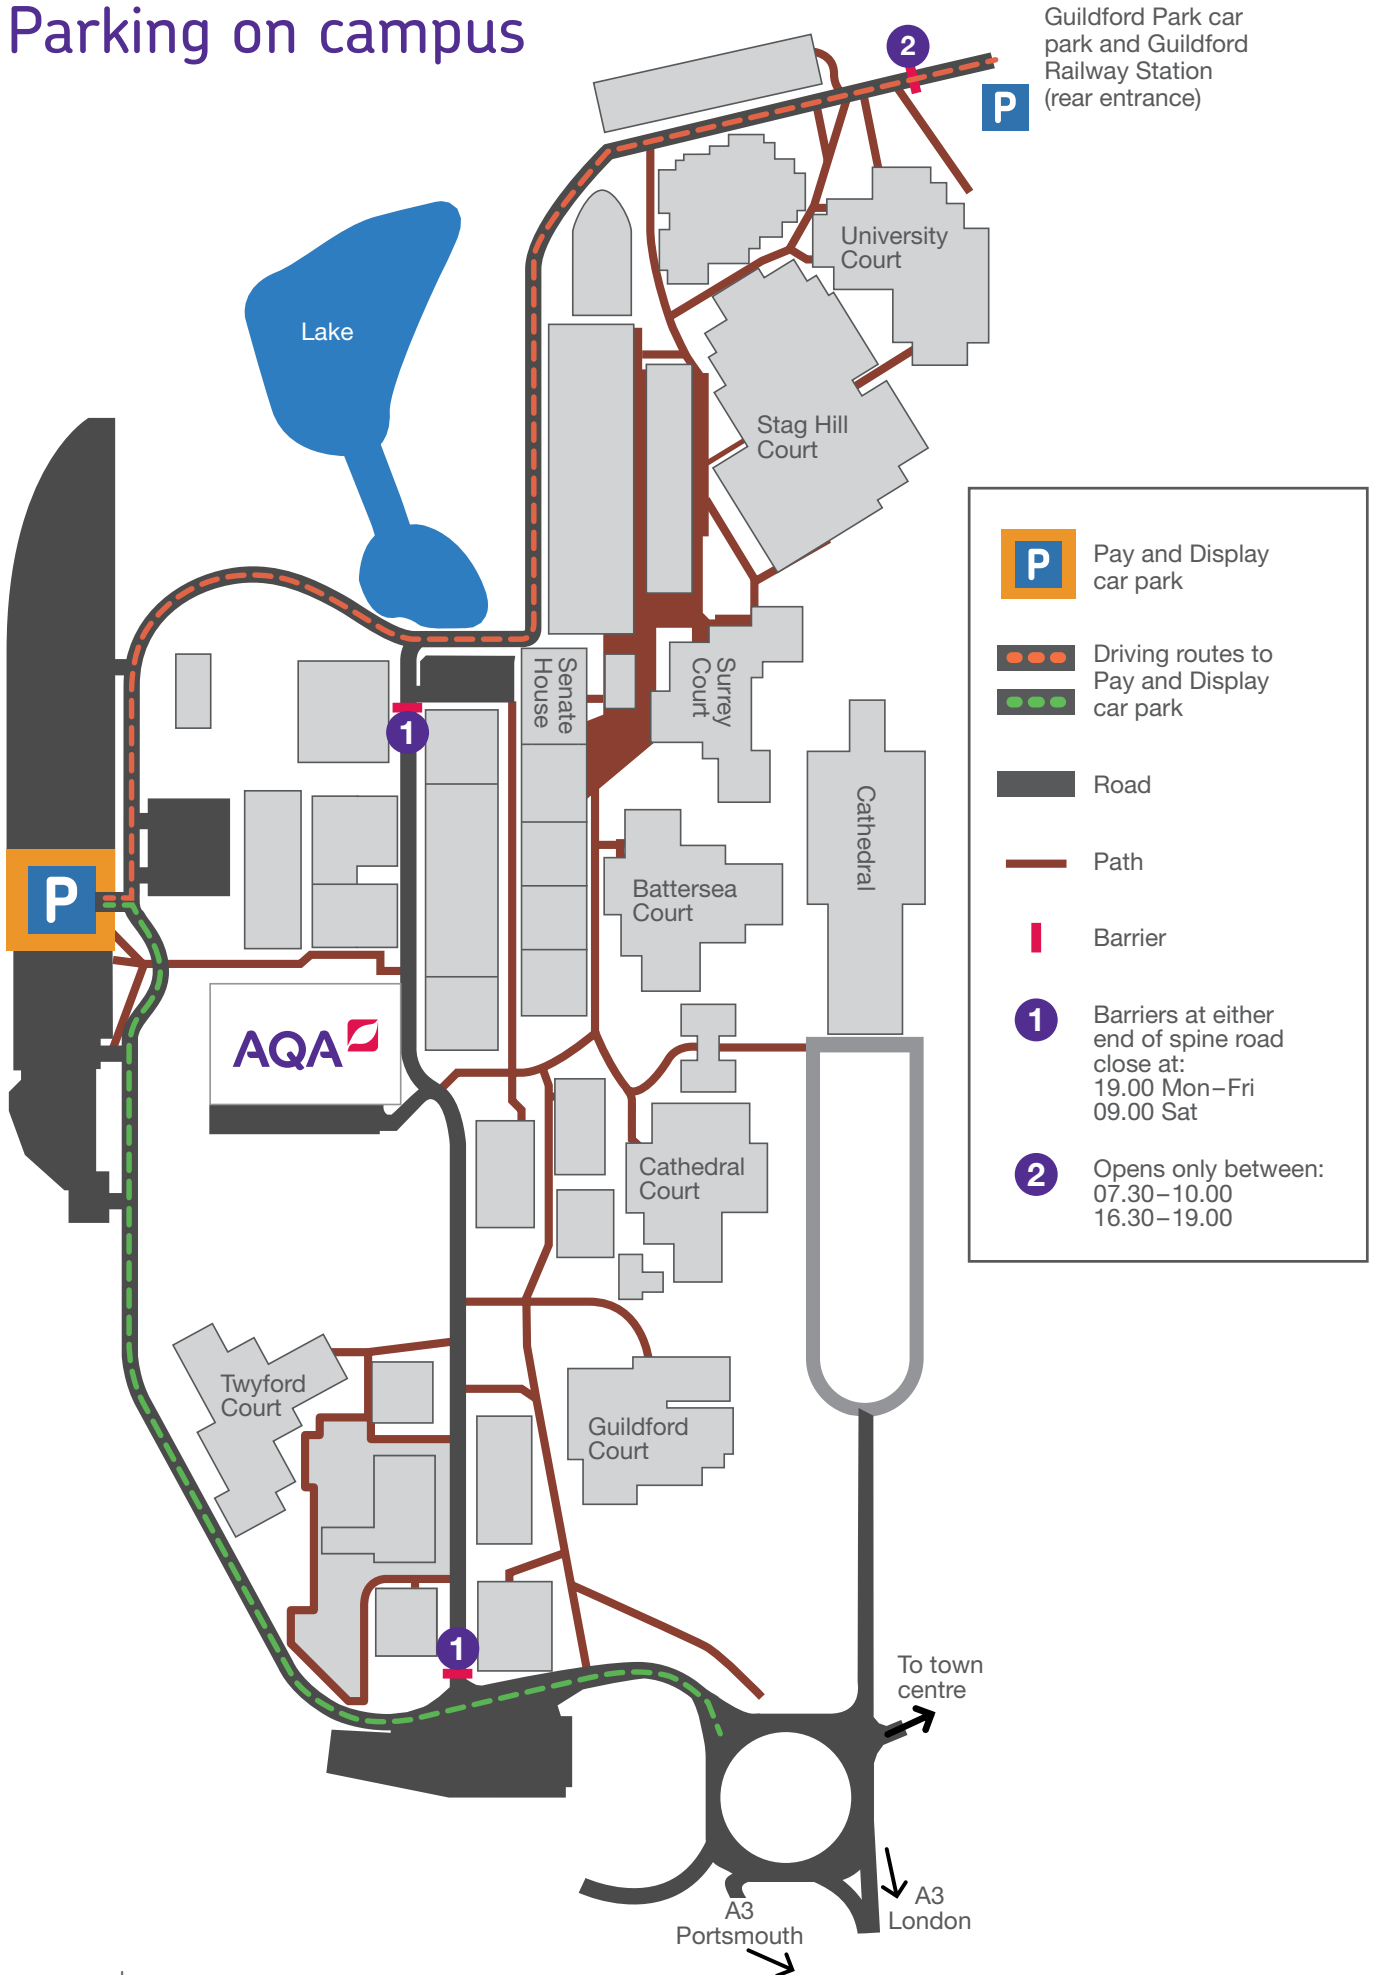 Parking on campus
2
Guildford Park car
park and Guildford
Railway Station
(rear entrance)
P
University
Court
Lake
Stag Hill
Court
P
Pay and Display
car park
Driving routes to
Pay and Display
car park
Road
Path
Barrier
1
Barriers at either
end of spine road
close at:
19.00 Mon–Fri
09.00 Sat
2
Opens only between:
07.30–10.00
16.30–19.00
Senate
House
Surrey
Court
1
Cathedral
P
Battersea
Court
AQA
Cathedral
Court
Twyford
Court
Guildford
Court
1
To town
centre
A3
London
A3
Portsmouth